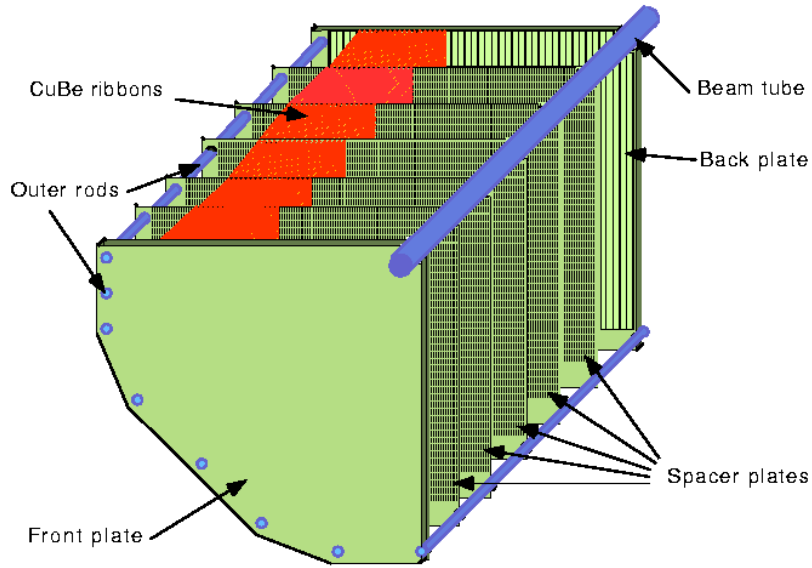 CuBe ribbons
Beam tube
Back plate
Outer rods
Spacer plates
Front plate